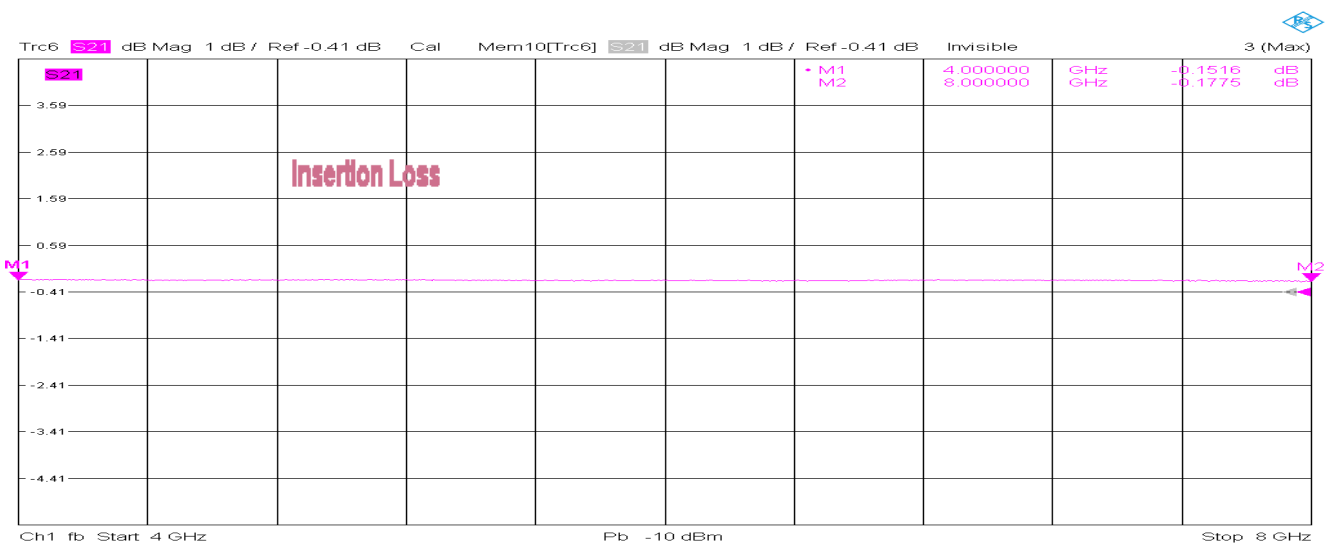 Trc6 S21 dB Mag 1 dB / Ref -0.41 dB Cal Mem10[Trc6] S21 dB Mag 1 dB / Ref -0.41 dB Invisible 3 (Max)
S21
• M1 4.000000 GHz -0.1516 dB
M2 8.000000 GHz -0.1775 dB
3.59
2.59
Insertion Loss
1.59
0.59
M1
M2
-0.41
-1.41
-2.41
-3.41
-4.41
Ch1 fb Start 4 GHz Pb -10 dBm Stop 8 GHz